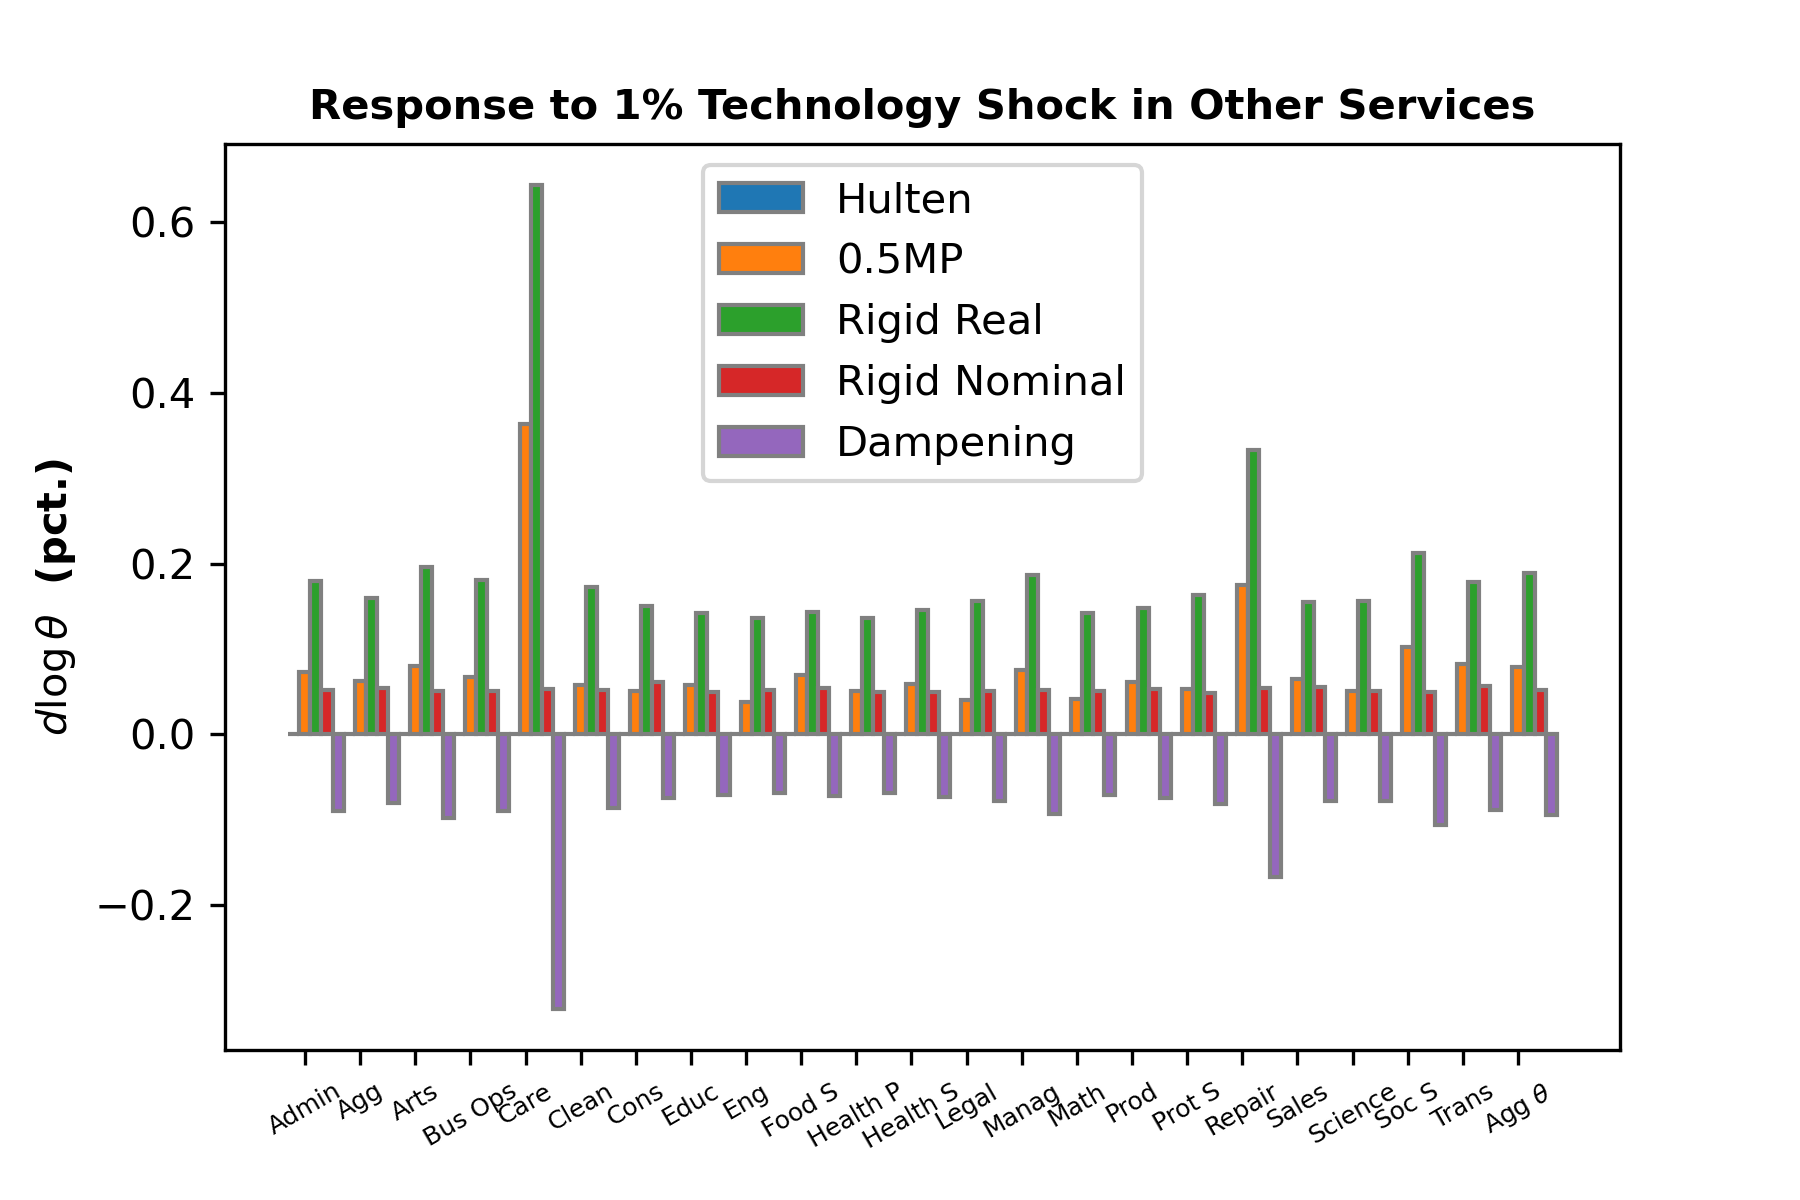 Response to 1% Technology Shock in Other Services
Hulten
0.5MP
Rigid Real
Rigid Nominal
Dampening
d log θ (pct.)
0.6
0.4
0.2
0.0
−0.2
Admin
Agg
Arts
Bus Ops
Care
Clean
Cons
Educ
Eng
Food S
Health P
Health S
Legal
Manag
Math
Prod
Prot S
Repair
Sales
Science
Soc S
Trans
Agg θ